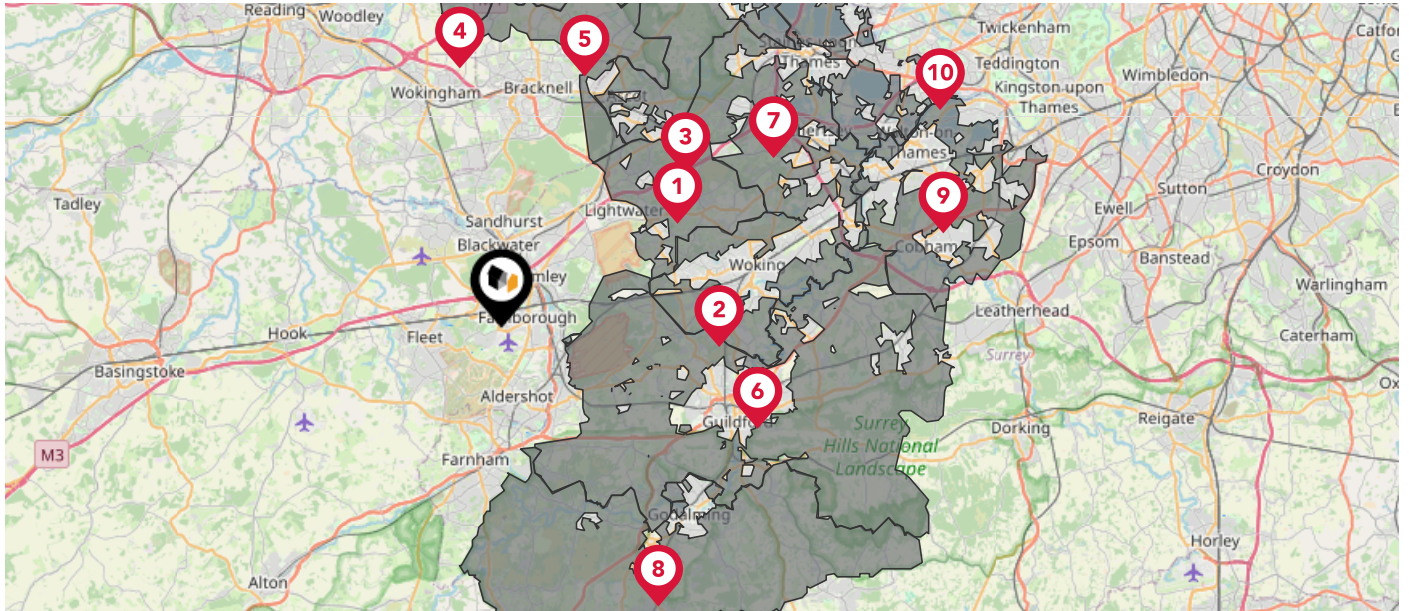 Reading
Woodley
Twickenham
4
5
Thames
Teddington
10
Wimbledon
Wokingham
Bracknell
Kingston upon
Thames
7
3
Thames
Croydon
1
9
Sutton
Tadley
Lightwater
Ewell
Sandhurst
Blackwater
Cobham
Epsom
Banstead
Woking
Warlingham
Farnborough
2
Leatherhead
Hook
Fleet
Caterham
Surrey
Basingstoke
6
Aldershot
Guildford
Surrey
Hills National
Landscape
Reigate
Dorking
M3
Farnham
Godalming
Horley
8
Alton